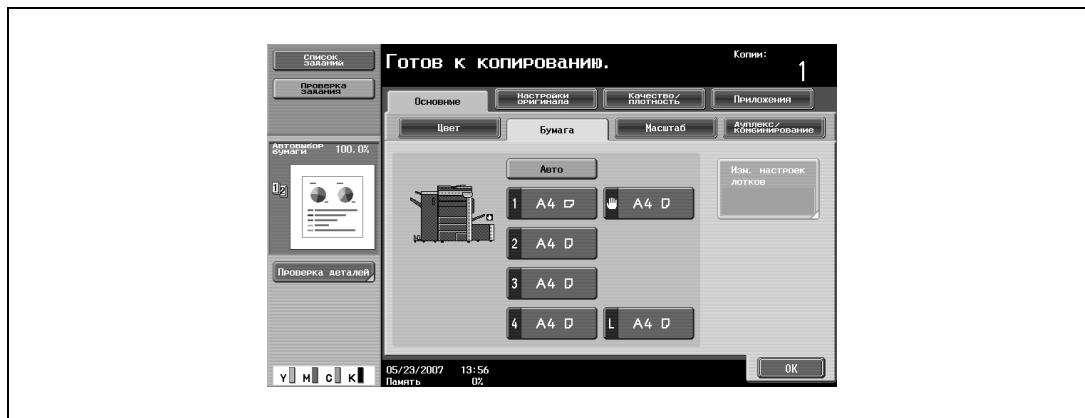 Список
заданий
Готов к копированию.
Копии:
1
Проверка
задания
Основные
Настройки
оригинала
Качество/
плотность
Приложения
Цвет
Бумага
Масштаб
Дуплекс/
комбинирование
Автовыбор
бумаги
100.0%
1 2
Авто
Изм. настроек
лотков
1 A4
A4
2 A4
3 A4
4 A4
L A4
Проверка деталей
Y M C K
05/23/2007 13:56
Память 0%
OK